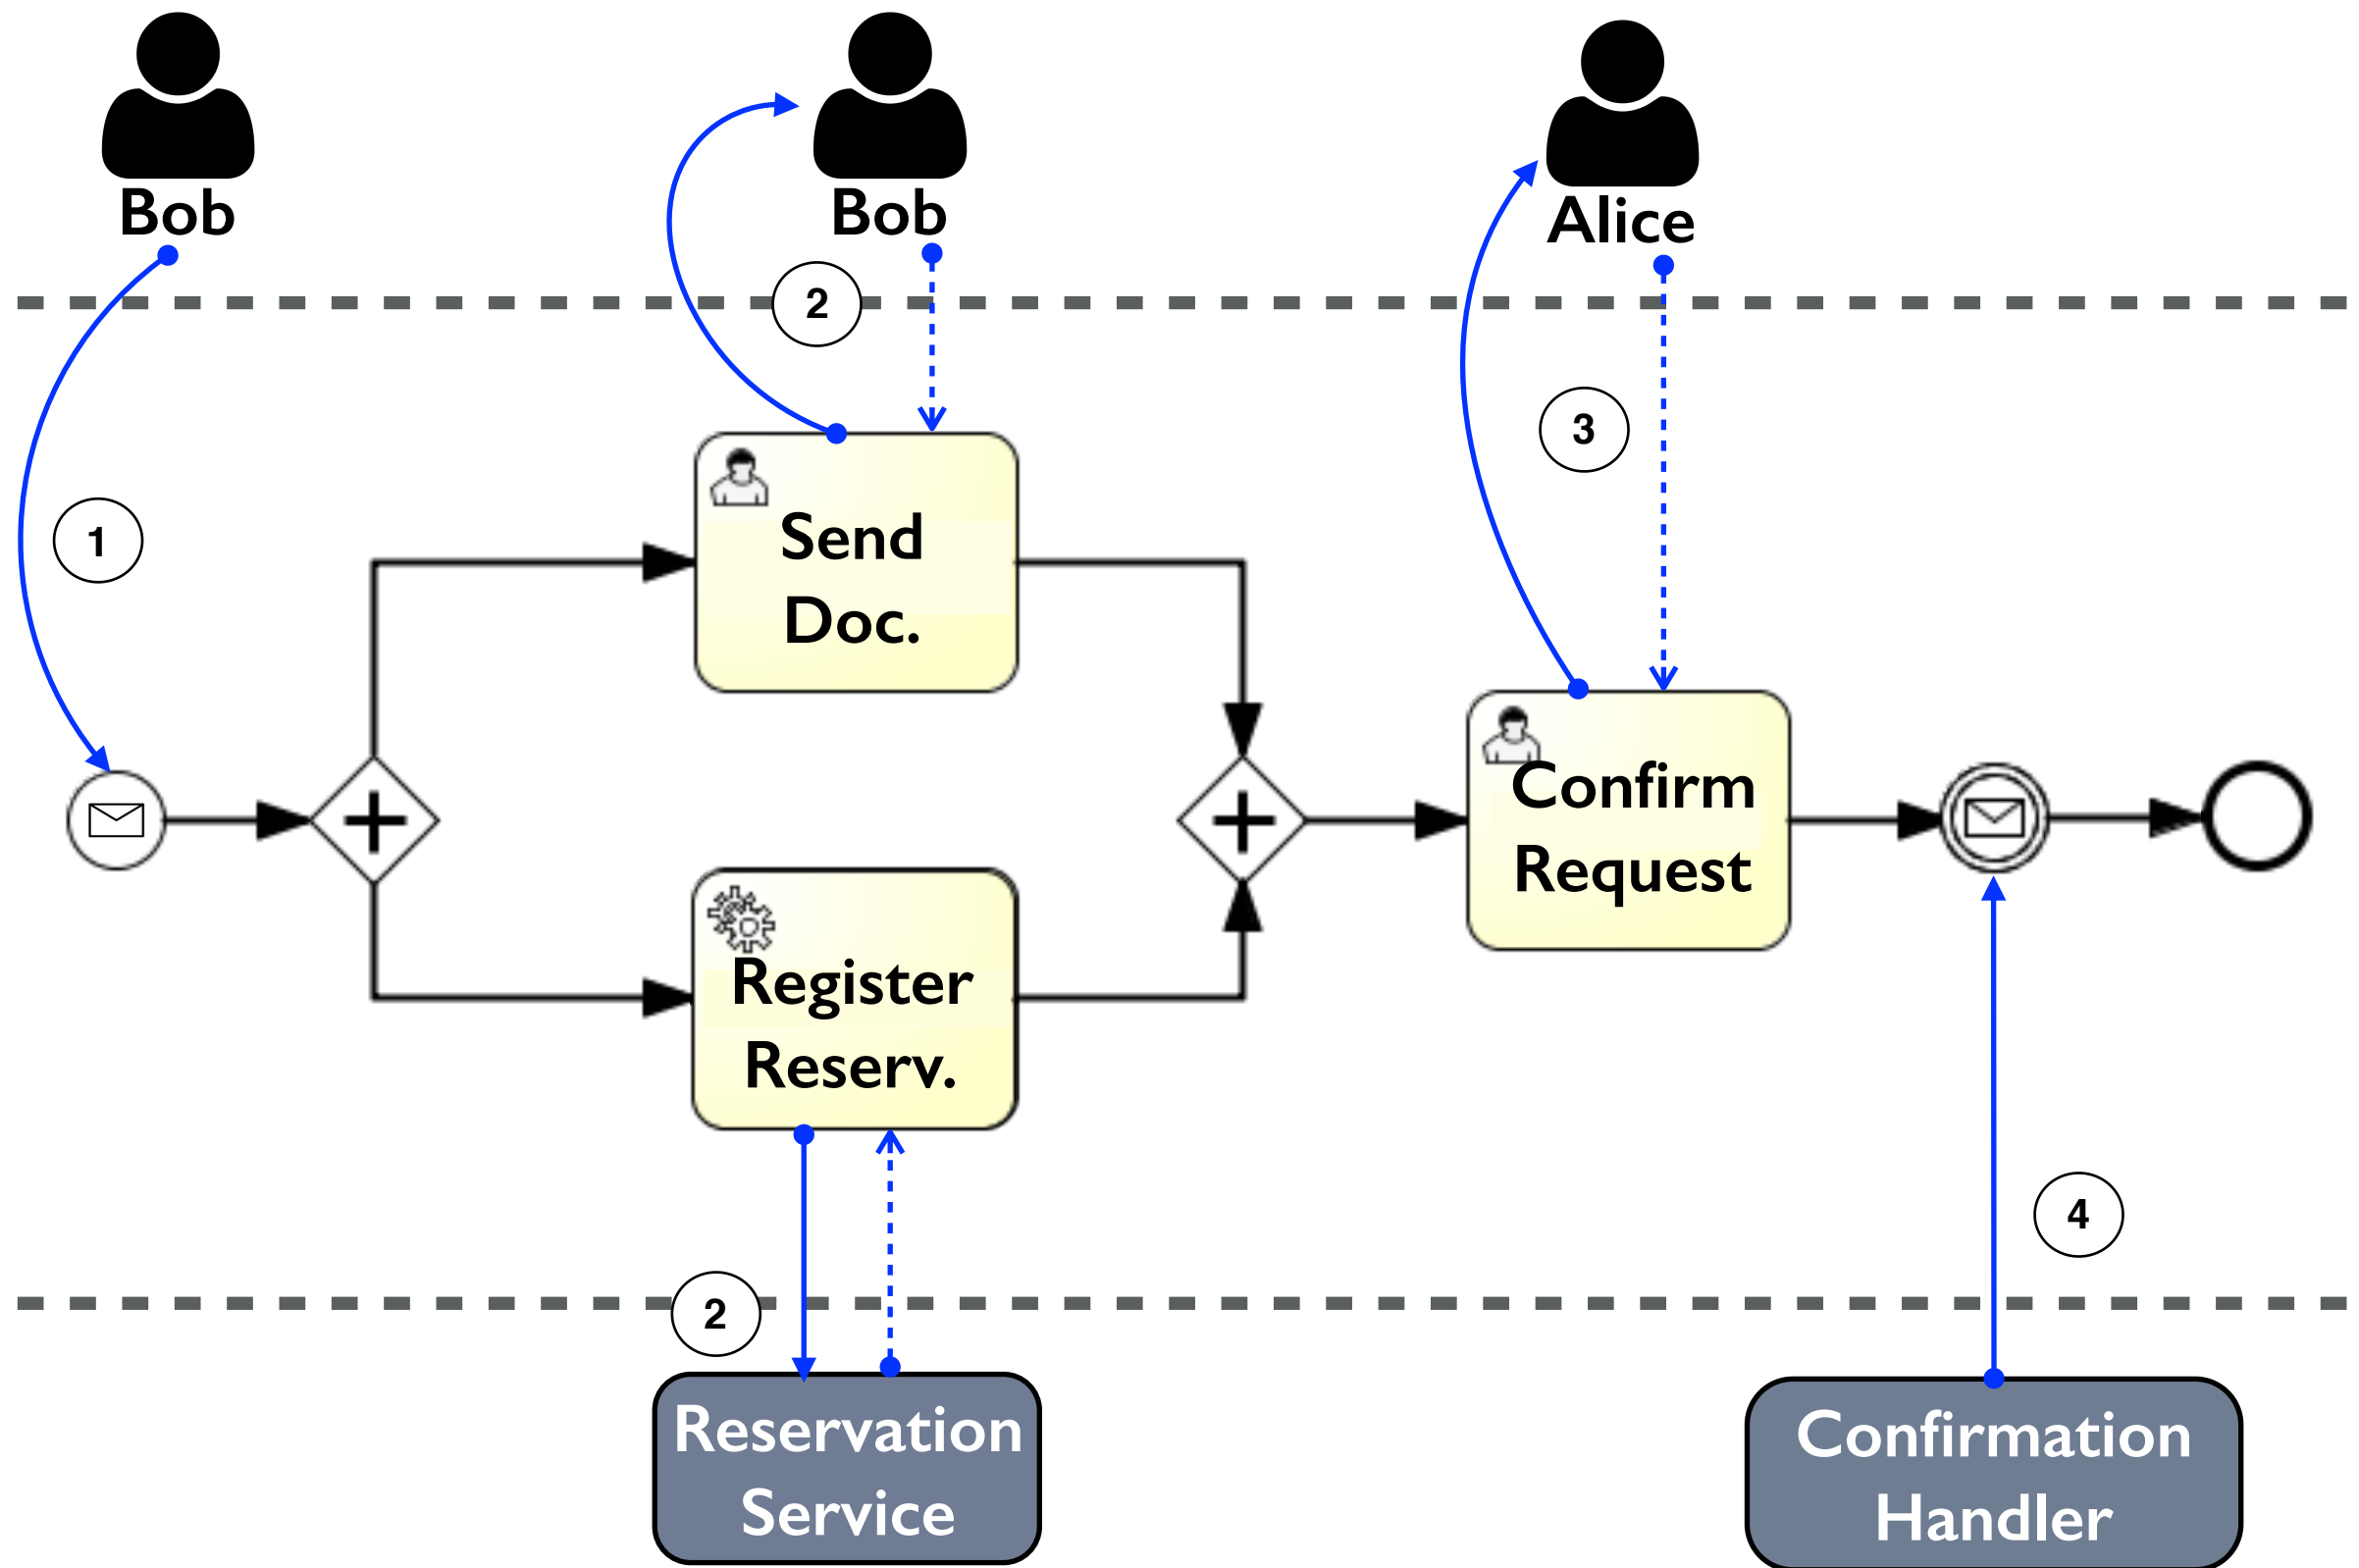 Bob
Bob
Alice
2
3
1
Send
Doc.
Confirm
Request
Register
Reserv.
4
2
Reservation
Service
Confirmation
Handler